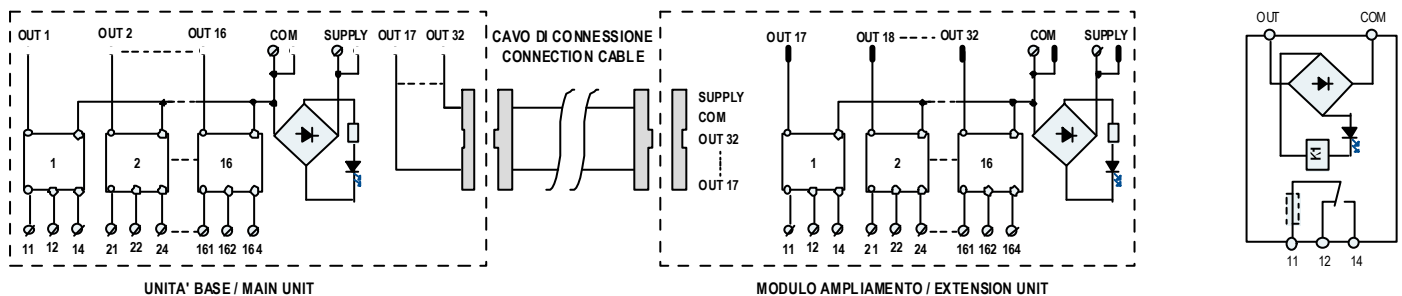 OUT 1 OUT 2 OUT 16 COM SUPPLY OUT 17 OUT 32
CAVO DI CONNESSIONE
CONNECTION CABLE
1 2 16
11 12 14 21 22 24 161 162 164
UNITA' BASE / MAIN UNIT
OUT 17 OUT 18 OUT 32 COM SUPPLY
SUPPLY
COM
OUT 32
OUT 17
1 2 16
11 12 14 21 22 24 161 162 164
MODULO AMPLIAMENTO / EXTENSION UNIT
OUT COM
K1
11 12 14